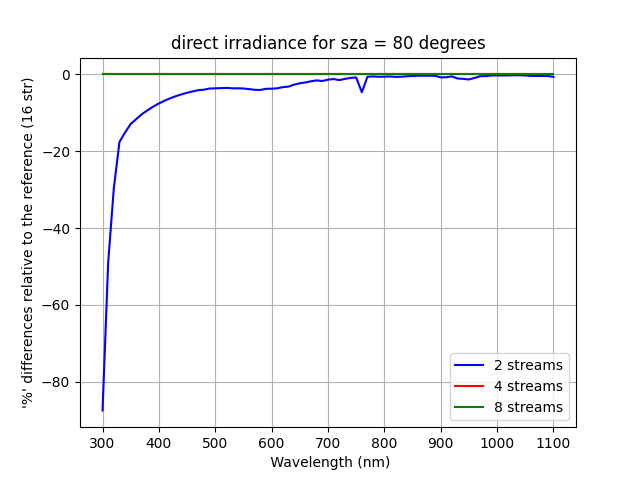 direct irradiance for sza = 80 degrees
'%' differences relative to the reference (16 str)
0
−20
−40
−60
−80
2 streams
4 streams
8 streams
300 400 500 600 700 800 900 1000 1100
Wavelength (nm)